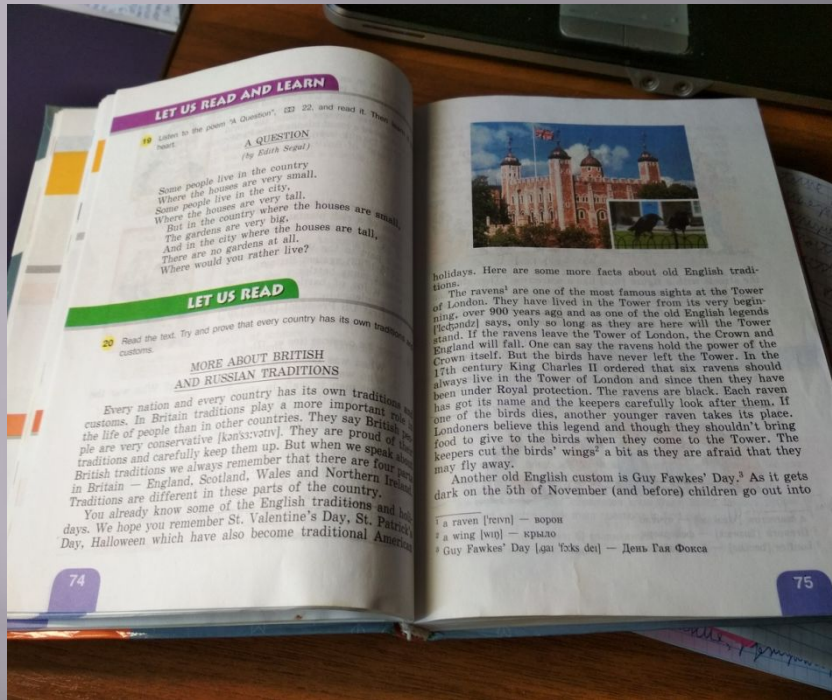 LET US READ AND LEARN
19 Listen to the poem "A Question", 22, and read it. Then
heart.
A QUESTION
(by Edith Segal)
Some people live in the country
Where the houses are very small.
Some people live in the city,
Where the houses are very tall.
But in the country where the houses are small,
The gardens are very big,
And in the city where the houses are tall,
There are no gardens at all.
Where would you rather live?
LET US READ
20 Read the text. Try and prove that every country has its own traditions
customs.
MORE ABOUT BRITISH
AND RUSSIAN TRADITIONS
Every nation and every country has its own traditions and
customs. In Britain traditions play a more important role in
the life of people than in other countries. They say British peo-
ple are very conservative [kən'sɜ:vətɪv]. They are proud of their
traditions and carefully keep them up. But when we speak about
British traditions we always remember that there are four parts
in Britain — England, Scotland, Wales and Northern Ireland.
Traditions are different in these parts of the country.
You already know some of the English traditions and holi-
days. We hope you remember St. Valentine's Day, St. Patrick's
Day, Halloween which have also become traditional American
74
holidays. Here are some more facts about old English tradi-
tions.
The ravens¹ are one of the most famous sights at the Tower
of London. They have lived in the Tower from its very begin-
ning, over 900 years ago and as one of the old English legends
['ledʒəndz] says, only so long as they are here will the Tower
stand. If the ravens leave the Tower of London, the Crown and
England will fall. One can say the ravens hold the power of the
Crown itself. But the birds have never left the Tower. In the
17th century King Charles II ordered that six ravens should
always live in the Tower of London and since then they have
been under Royal protection. The ravens are black. Each raven
has got its name and the keepers carefully look after them. If
one of the birds dies, another younger raven takes its place.
Londoners believe this legend and though they shouldn't bring
food to give to the birds when they come to the Tower. The
keepers cut the birds' wings² a bit as they are afraid that they
may fly away.
Another old English custom is Guy Fawkes' Day.³ As it gets
dark on the 5th of November (and before) children go out into
¹ a raven ['reɪvn] — ворон
² a wing [wɪŋ] — крыло
³ Guy Fawkes' Day [ˌgaɪ 'fɔ:ks deɪ] — День Гая Фокса
75